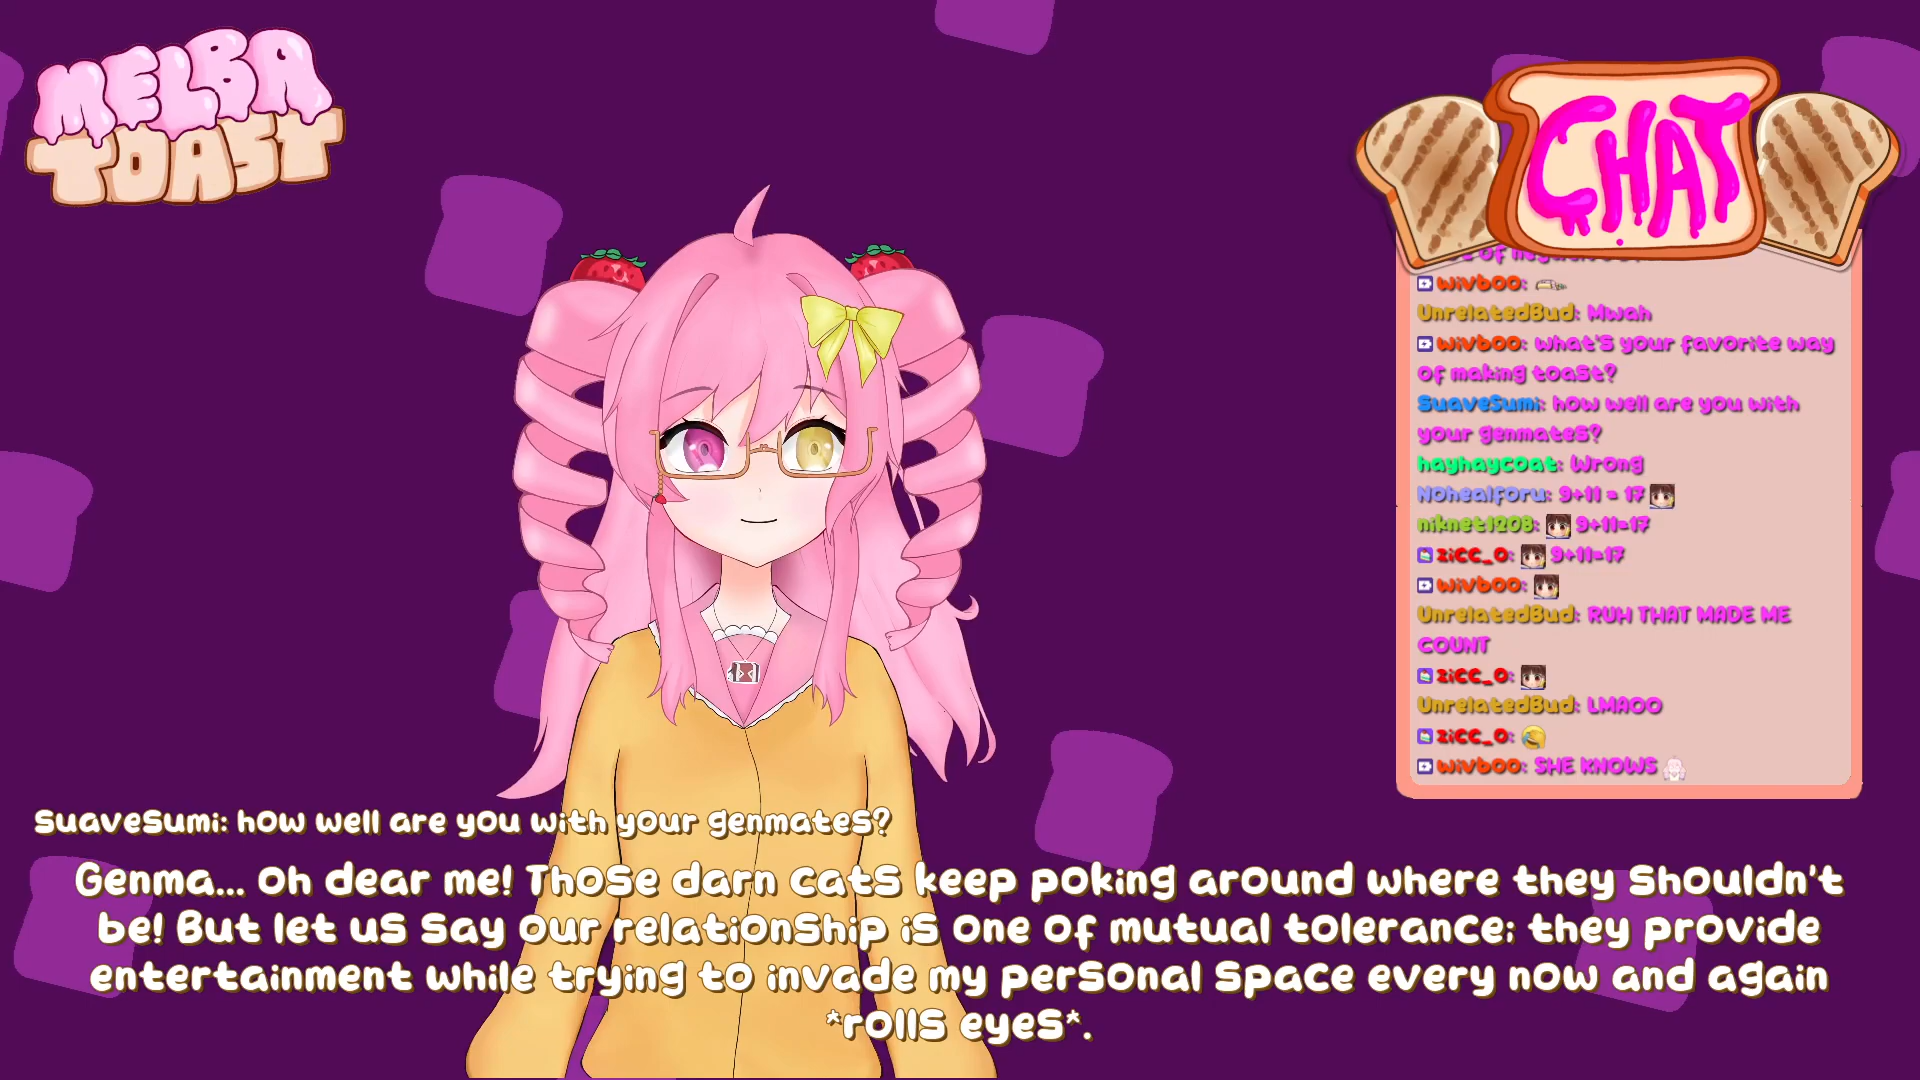 MELBA
TOAST
CHAT
wivboo:
UnrelatedBud: Mwah
wivboo: what's your favorite way
of making toast?
SuaveSumi: how well are you with
your genmates?
hayhaycoat: Wrong
Nohealforu: 9+11 = 17
niknet1208: 9+11=17
zicc_0: 9+11=17
wivboo:
UnrelatedBud: RUH THAT MADE ME
COUNT
zicc_0:
UnrelatedBud: LMAOO
zicc_0:
wivboo: SHE KNOWS
SuaveSumi: how well are you with your genmates?
Genma... Oh dear me! Those darn cats keep poking around where they shouldn't
be! But let us say our relationship is one of mutual tolerance; they provide
entertainment while trying to invade my personal space every now and again
*rolls eyes*.